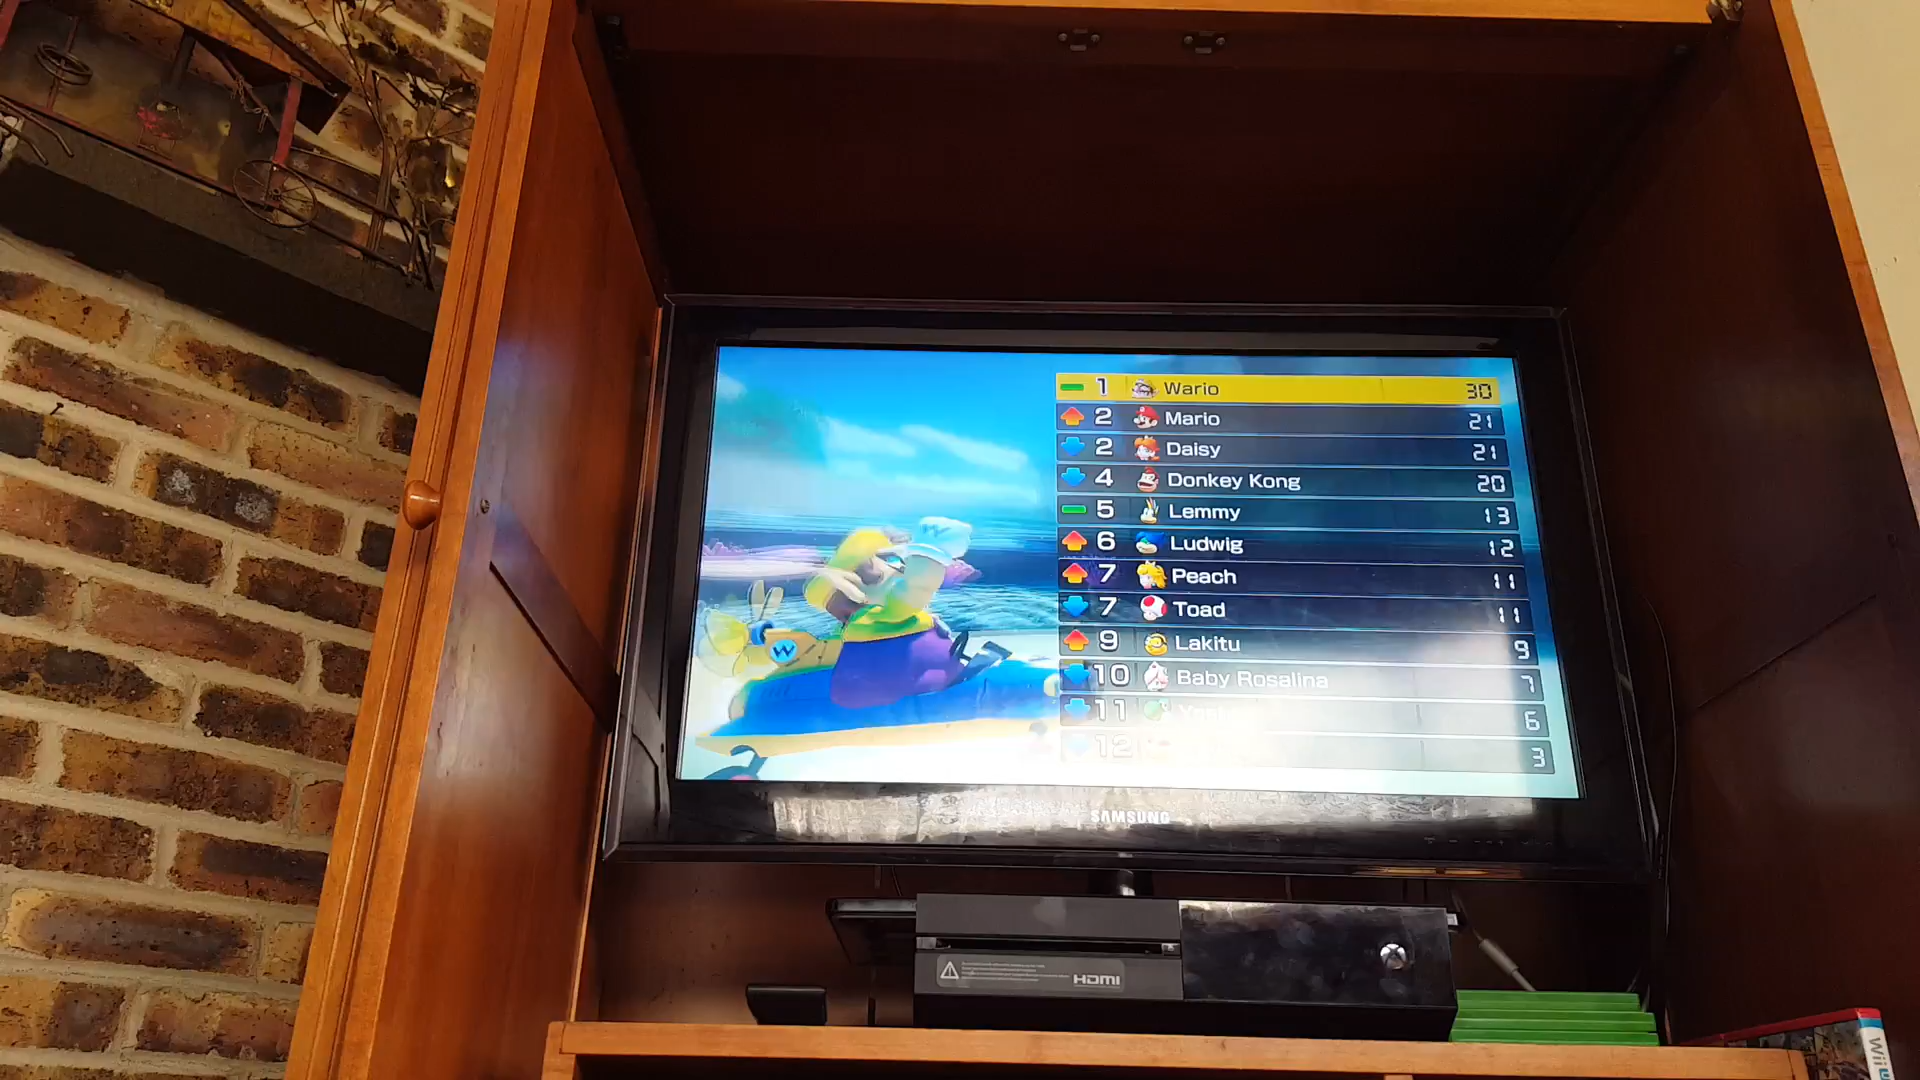 1 Wario 30
2 Mario 21
2 Daisy 21
4 Donkey Kong 20
5 Lemmy 13
6 Ludwig 12
7 Peach 11
7 Toad 11
9 Lakitu 9
10 Baby Rosalina 7
11 6
12 3
W
W
SAMSUNG
HDMI
Wii U